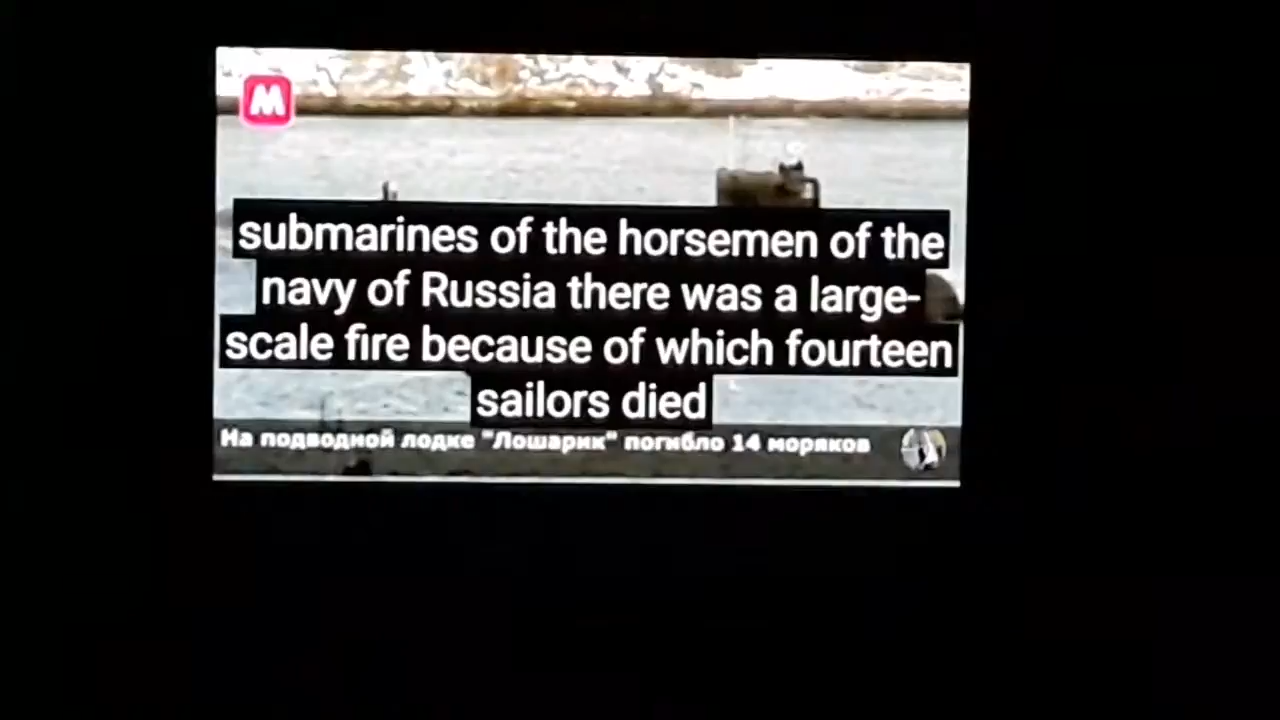 M
submarines of the horsemen of the
navy of Russia there was a large-
scale fire because of which fourteen
sailors died
На подводной лодке "Лошарик" погибло 14 моряков